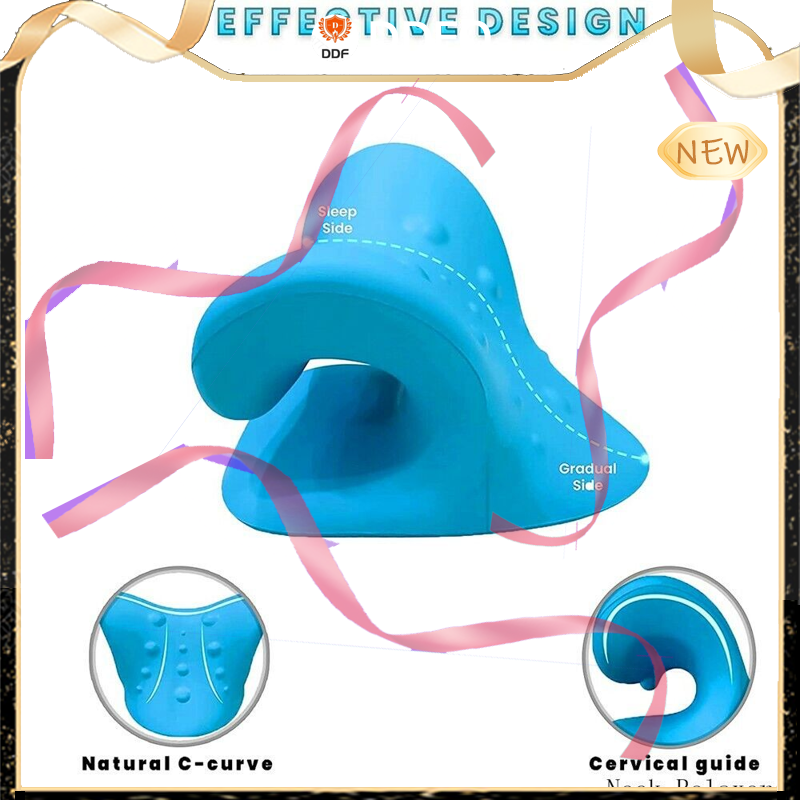 EFFECTIVE DESIGN
DDF
NEW
Sleep
Side
Gradual
Side
Natural C-curve
Cervical guide